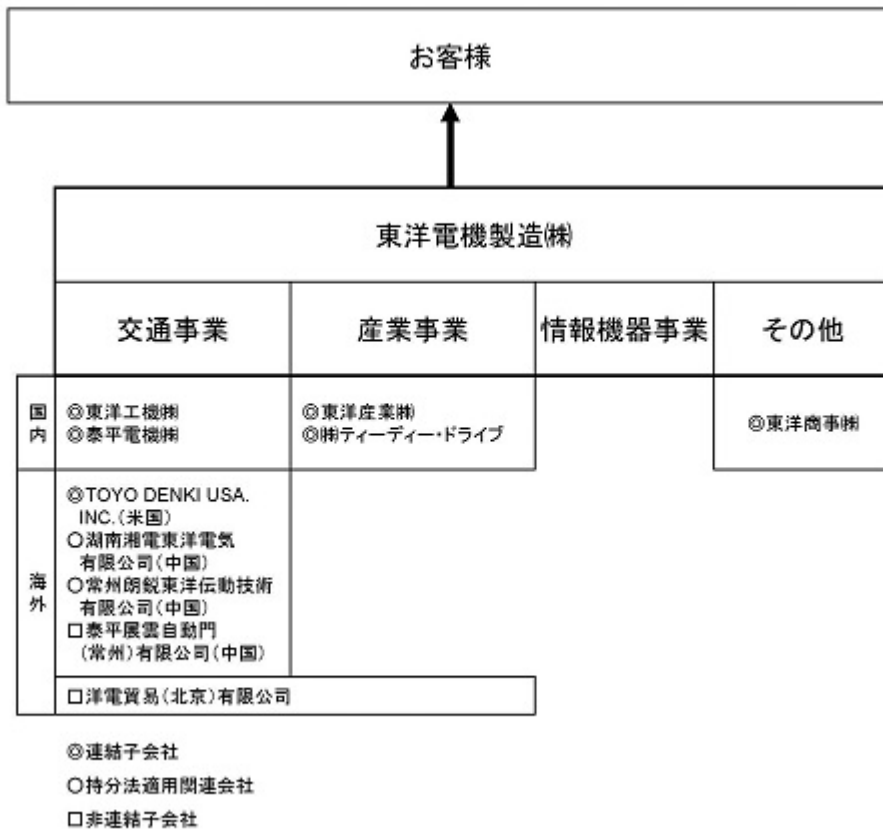 お客様
東洋電機製造㈱
交通事業
産業事業
情報機器事業
その他
国内
◎東洋工機㈱
◎泰平電機㈱
◎東洋産業㈱
◎㈱ティーディー・ドライブ
◎東洋商事㈱
海外
◎TOYO DENKI USA.
INC.(米国)
○湖南湘電東洋電気
有限公司(中国)
○常州朗鋭東洋伝動技術
有限公司(中国)
□泰平展雲自動門
(常州)有限公司(中国)
□洋電貿易(北京)有限公司
◎連結子会社
○持分法適用関連会社
□非連結子会社